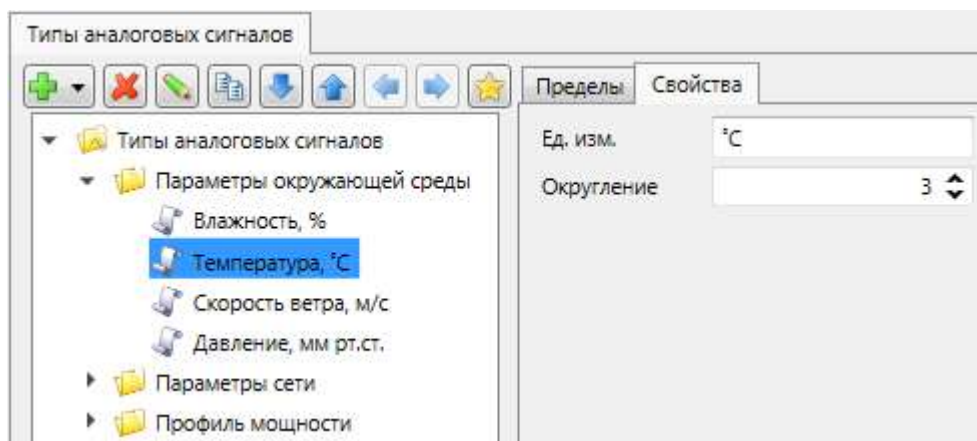 Типы аналоговых сигналов
Пределы Свойства
Типы аналоговых сигналов
Параметры окружающей среды
Влажность, %
Температура, °C
Скорость ветра, м/с
Давление, мм рт.ст.
Параметры сети
Профиль мощности
Ед. изм. °C
Округление 3